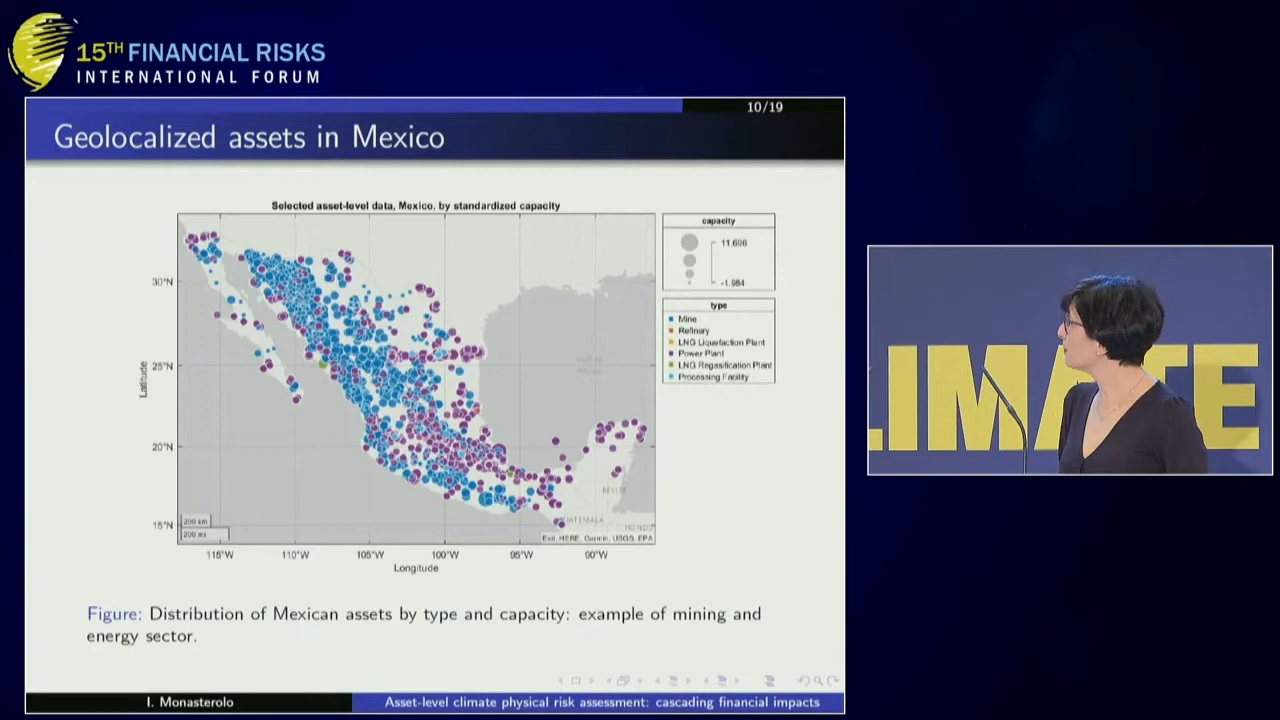 15TH FINANCIAL RISKS
INTERNATIONAL FORUM
10/19
Geolocalized assets in Mexico
Selected asset-level data, Mexico, by standardized capacity
capacity
11.696
-1.984
type
Mine
Refinery
LNG Liquefaction Plant
Power Plant
LNG Regasification Plant
Processing Facility
Latitude
30°N
25°N
20°N
15°N
BELIZE
GUATEMALA
HONDU
200 km
200 mi
Esri, HERE, Garmin, USGS, EPA
115°W 110°W 105°W 100°W 95°W 90°W
Longitude
Figure: Distribution of Mexican assets by type and capacity: example of mining and
energy sector.
I. Monasterolo
Asset-level climate physical risk assessment: cascading financial impacts
LIMATE